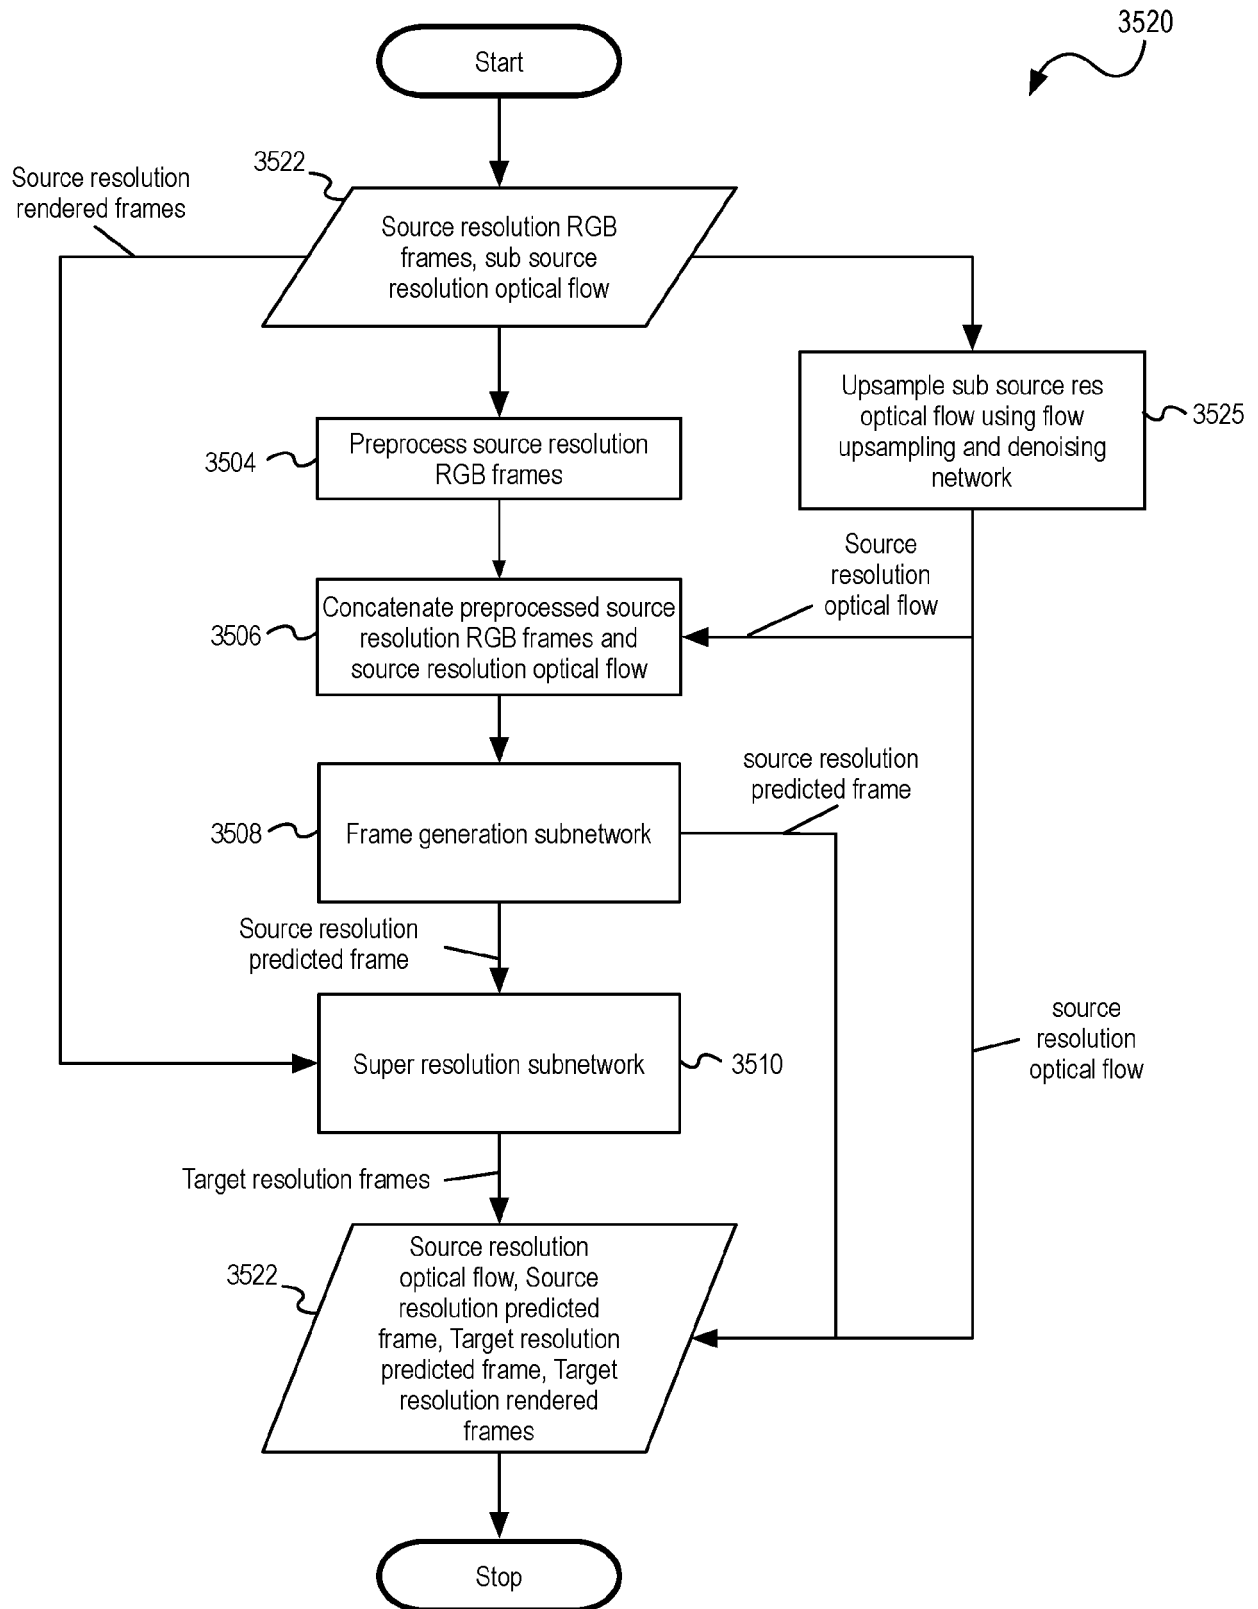 3520
Start
Source resolution
rendered frames
3522
Source resolution RGB
frames, sub source
resolution optical flow
Upsample sub source res
optical flow using flow
upsampling and denoising
network
3525
3504
Preprocess source resolution
RGB frames
Source
resolution
optical flow
3506
Concatenate preprocessed source
resolution RGB frames and
source resolution optical flow
source resolution
predicted frame
3508
Frame generation subnetwork
Source resolution
predicted frame
source
resolution
optical flow
Super resolution subnetwork
3510
Target resolution frames
3522
Source resolution
optical flow, Source
resolution predicted
frame, Target resolution
predicted frame, Target
resolution rendered
frames
Stop